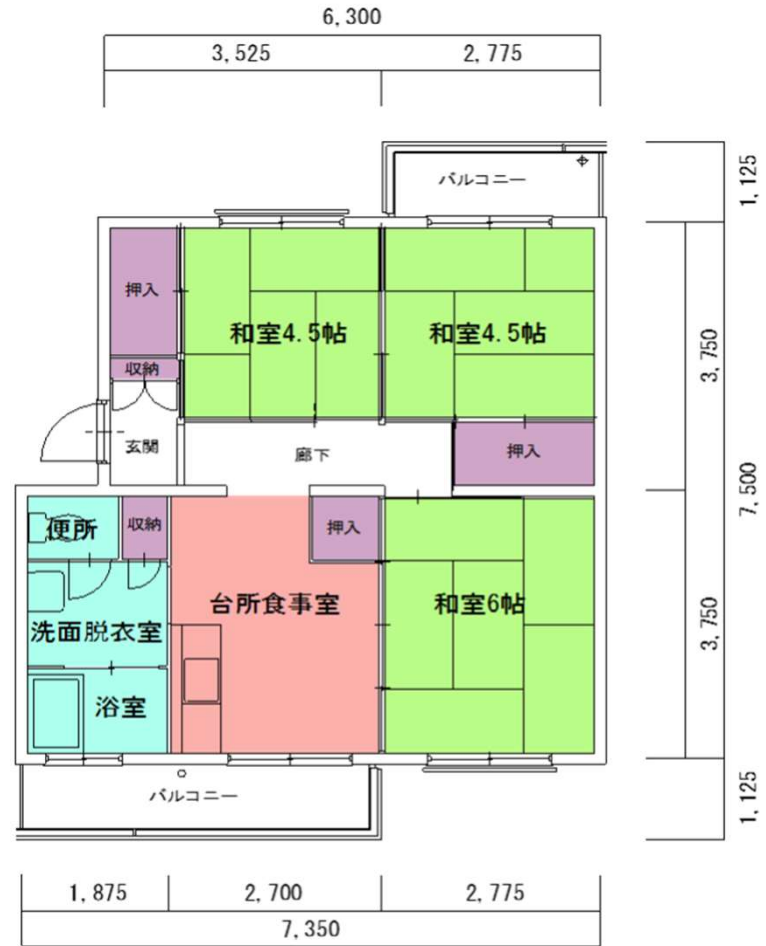 6,300
3,525
2,775
バルコニー
1,125
押入
和室4.5帖
和室4.5帖
3,750
収納
玄関
廊下
押入
7,500
便所
収納
押入
台所食事室
和室6帖
洗面脱衣室
3,750
浴室
バルコニー
1,125
1,875
2,700
2,775
7,350